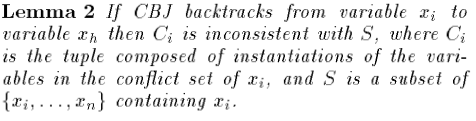 Lemma 2 If CBJ backtracks from variable x_i to
variable x_h then C_i is inconsistent with S, where C_i
is the tuple composed of instantiations of the vari-
ables in the conflict set of x_i, and S is a subset of
{x_i, . . . , x_n} containing x_i.